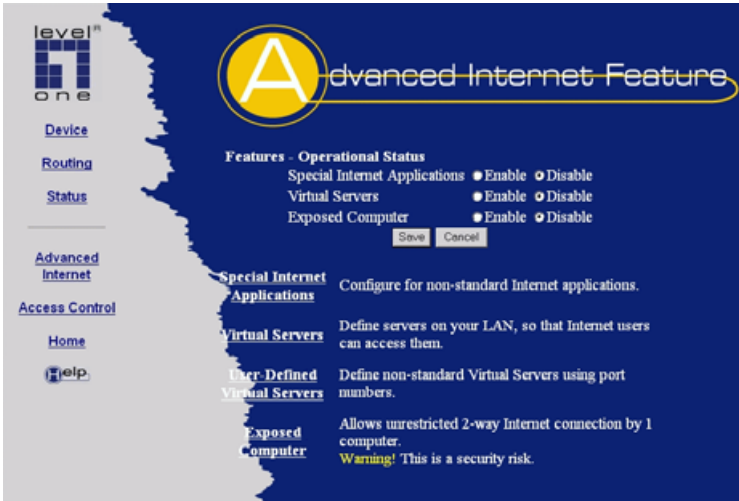 level®
one
Device
Routing
Status
Advanced
Internet
Access Control
Home
Help
Advanced Internet Feature
Features - Operational Status
Special Internet Applications Enable Disable
Virtual Servers Enable Disable
Exposed Computer Enable Disable
Save Cancel
Special Internet
Applications
Configure for non-standard Internet applications.
Virtual Servers
Define servers on your LAN, so that Internet users
can access them.
User-Defined
Virtual Servers
Define non-standard Virtual Servers using port
numbers.
Exposed
Computer
Allows unrestricted 2-way Internet connection by 1
computer.
Warning! This is a security risk.